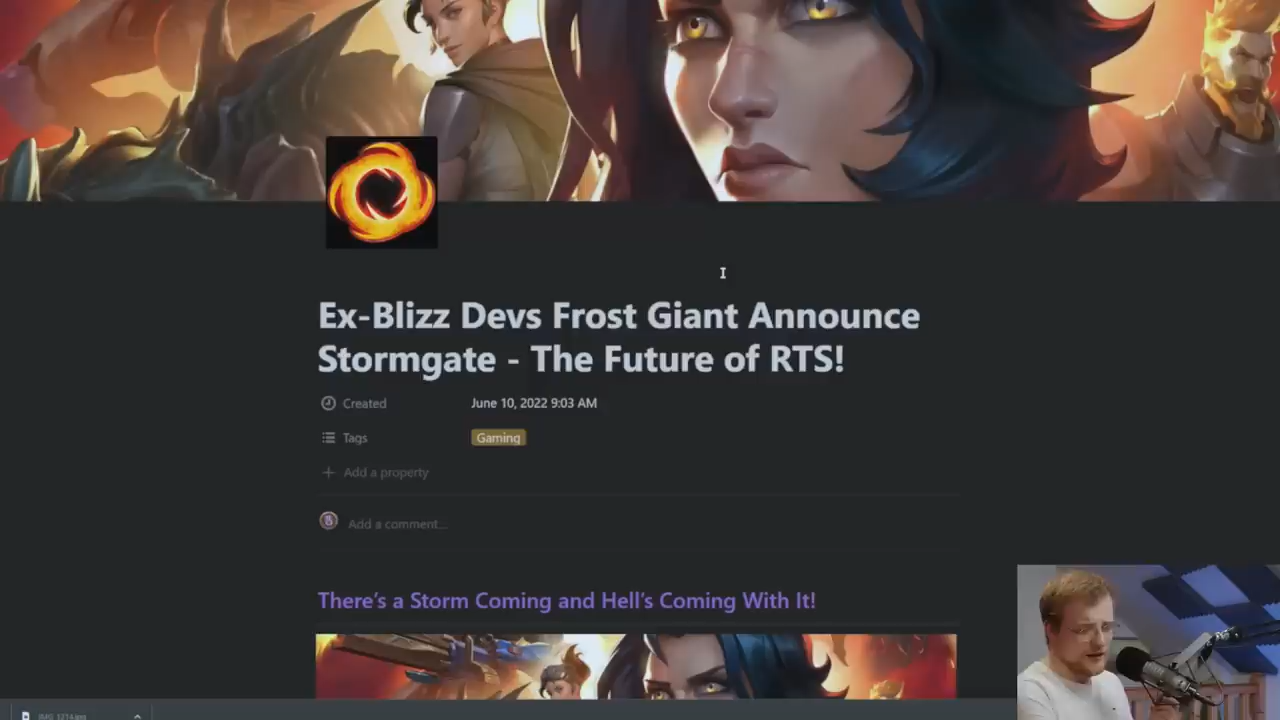 Ex-Blizz Devs Frost Giant Announce
Stormgate - The Future of RTS!
Created June 10, 2022 9:03 AM
Tags Gaming
Add a property
Add a comment...
There's a Storm Coming and Hell's Coming With It!